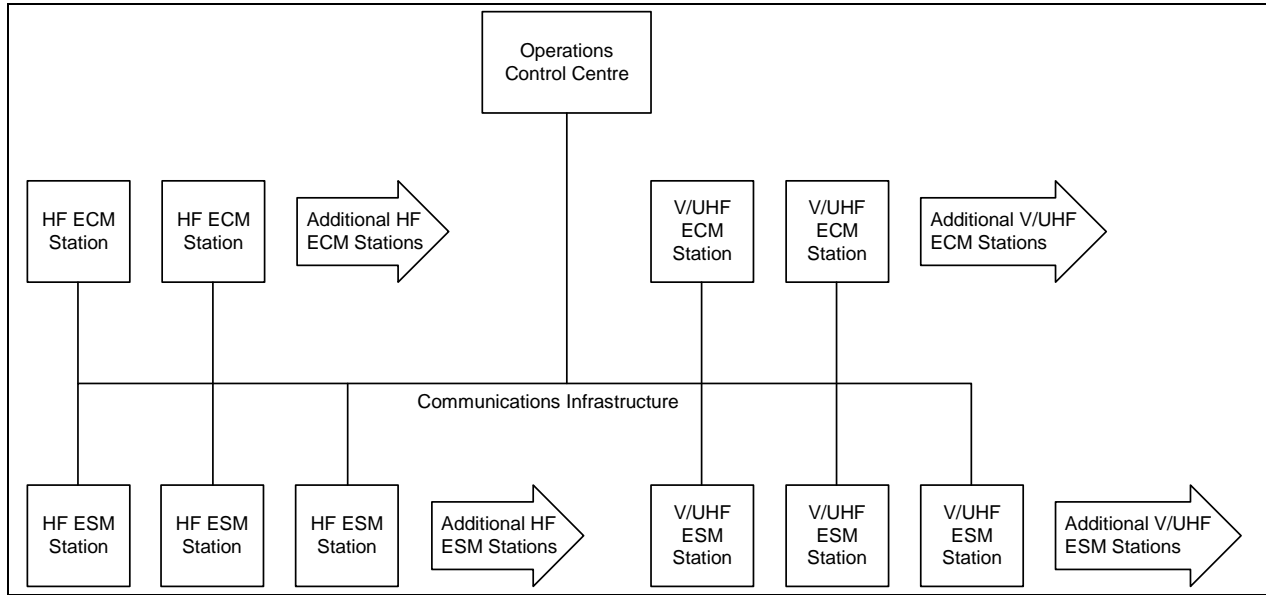 Operations
Control Centre
HF ECM
Station
HF ECM
Station
Additional HF
ECM Stations
V/UHF
ECM
Station
V/UHF
ECM
Station
Additional V/UHF
ECM Stations
Communications Infrastructure
HF ESM
Station
HF ESM
Station
HF ESM
Station
Additional HF
ESM Stations
V/UHF
ESM
Station
V/UHF
ESM
Station
V/UHF
ESM
Station
Additional V/UHF
ESM Stations